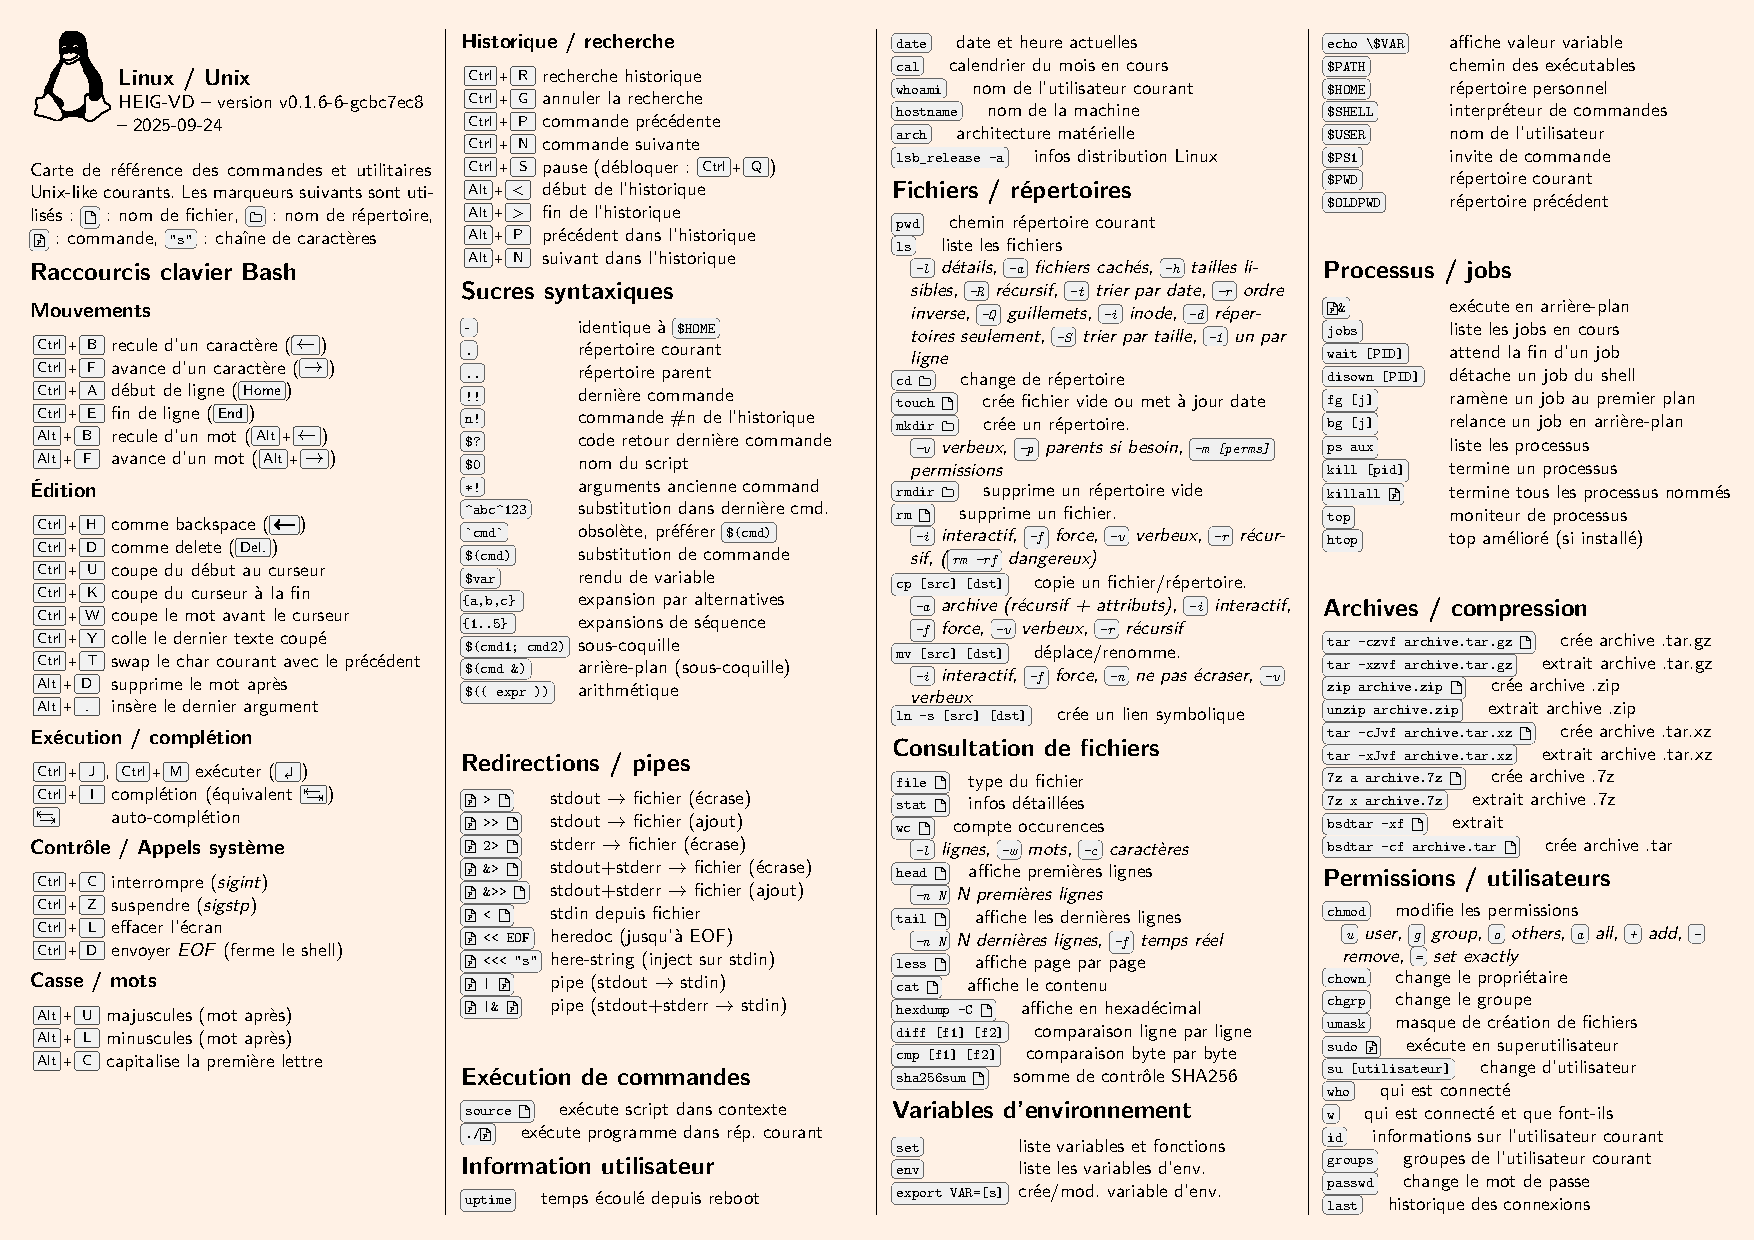 Linux / Unix
HEIG-VD – version v0.1.6-6-gcbc7ec8
– 2025-09-24
Carte de référence des commandes et utilitaires
Unix-like courants. Les marqueurs suivants sont uti-
lisés : : nom de fichier, : nom de répertoire,
: commande, "s" : chaîne de caractères
Raccourcis clavier Bash
Mouvements
Ctrl + B recule d'un caractère (←)
Ctrl + F avance d'un caractère (→)
Ctrl + A début de ligne (Home)
Ctrl + E fin de ligne (End)
Alt + B recule d'un mot (Alt + ←)
Alt + F avance d'un mot (Alt + →)
Édition
Ctrl + H comme backspace (←)
Ctrl + D comme delete (Del.)
Ctrl + U coupe du début au curseur
Ctrl + K coupe du curseur à la fin
Ctrl + W coupe le mot avant le curseur
Ctrl + Y colle le dernier texte coupé
Ctrl + T swap le char courant avec le précédent
Alt + D supprime le mot après
Alt + . insère le dernier argument
Exécution / complétion
Ctrl + J, Ctrl + M exécuter (↲)
Ctrl + I complétion (équivalent ↹)
↹ auto-complétion
Contrôle / Appels système
Ctrl + C interrompre (sigint)
Ctrl + Z suspendre (sigstp)
Ctrl + L effacer l'écran
Ctrl + D envoyer EOF (ferme le shell)
Casse / mots
Alt + U majuscules (mot après)
Alt + L minuscules (mot après)
Alt + C capitalise la première lettre
Historique / recherche
Ctrl + R recherche historique
Ctrl + G annuler la recherche
Ctrl + P commande précédente
Ctrl + N commande suivante
Ctrl + S pause (débloquer : Ctrl + Q)
Alt + < début de l'historique
Alt + > fin de l'historique
Alt + P précédent dans l'historique
Alt + N suivant dans l'historique
Sucres syntaxiques
- identique à $HOME
. répertoire courant
.. répertoire parent
!! dernière commande
n! commande #n de l'historique
$? code retour dernière commande
$0 nom du script
*! arguments ancienne command
^abc^123 substitution dans dernière cmd.
`cmd` obsolète, préférer $(cmd)
$(cmd) substitution de commande
$var rendu de variable
{a,b,c} expansion par alternatives
{1..5} expansions de séquence
$(cmd1; cmd2) sous-coquille
$(cmd &) arrière-plan (sous-coquille)
$(( expr )) arithmétique
Redirections / pipes
> stdout → fichier (écrase)
>> stdout → fichier (ajout)
2> stderr → fichier (écrase)
&> stdout+stderr → fichier (écrase)
&>> stdout+stderr → fichier (ajout)
< stdin depuis fichier
<< EOF heredoc (jusqu'à EOF)
<<< "s" here-string (inject sur stdin)
| pipe (stdout → stdin)
|& pipe (stdout+stderr → stdin)
Exécution de commandes
source exécute script dans contexte
./ exécute programme dans rép. courant
Information utilisateur
uptime temps écoulé depuis reboot
date date et heure actuelles
cal calendrier du mois en cours
whoami nom de l'utilisateur courant
hostname nom de la machine
arch architecture matérielle
lsb_release -a infos distribution Linux
Fichiers / répertoires
pwd chemin répertoire courant
ls liste les fichiers
-l détails, -a fichiers cachés, -h tailles li-
sibles, -R récursif, -t trier par date, -r ordre
inverse, -Q guillemets, -i inode, -d réper-
toires seulement, -S trier par taille, -1 un par
ligne
cd change de répertoire
touch crée fichier vide ou met à jour date
mkdir crée un répertoire.
-v verbeux, -p parents si besoin, -m [perms]
permissions
rmdir supprime un répertoire vide
rm supprime un fichier.
-i interactif, -f force, -v verbeux, -r récur-
sif, (rm -rf dangereux)
cp [src] [dst] copie un fichier/répertoire.
-a archive (récursif + attributs), -i interactif,
-f force, -v verbeux, -r récursif
mv [src] [dst] déplace/renomme.
-i interactif, -f force, -n ne pas écraser, -v
verbeux
ln -s [src] [dst] crée un lien symbolique
Consultation de fichiers
file type du fichier
stat infos détaillées
wc compte occurences
-l lignes, -w mots, -c caractères
head affiche premières lignes
-n N N premières lignes
tail affiche les dernières lignes
-n N N dernières lignes, -f temps réel
less affiche page par page
cat affiche le contenu
hexdump -C affiche en hexadécimal
diff [f1] [f2] comparaison ligne par ligne
cmp [f1] [f2] comparaison byte par byte
sha256sum somme de contrôle SHA256
Variables d'environnement
set liste variables et fonctions
env liste les variables d'env.
export VAR=[s] crée/mod. variable d'env.
echo \$VAR affiche valeur variable
$PATH chemin des exécutables
$HOME répertoire personnel
$SHELL interpréteur de commandes
$USER nom de l'utilisateur
$PS1 invite de commande
$PWD répertoire courant
$OLDPWD répertoire précédent
Processus / jobs
& exécute en arrière-plan
jobs liste les jobs en cours
wait [PID] attend la fin d'un job
disown [PID] détache un job du shell
fg [j] ramène un job au premier plan
bg [j] relance un job en arrière-plan
ps aux liste les processus
kill [pid] termine un processus
killall termine tous les processus nommés
top moniteur de processus
htop top amélioré (si installé)
Archives / compression
tar -czvf archive.tar.gz crée archive .tar.gz
tar -xzvf archive.tar.gz extrait archive .tar.gz
zip archive.zip crée archive .zip
unzip archive.zip extrait archive .zip
tar -cJvf archive.tar.xz crée archive .tar.xz
tar -xJvf archive.tar.xz extrait archive .tar.xz
7z a archive.7z crée archive .7z
7z x archive.7z extrait archive .7z
bsdtar -xf extrait
bsdtar -cf archive.tar crée archive .tar
Permissions / utilisateurs
chmod modifie les permissions
u user, g group, o others, a all, + add, -
remove, = set exactly
chown change le propriétaire
chgrp change le groupe
umask masque de création de fichiers
sudo exécute en superutilisateur
su [utilisateur] change d'utilisateur
who qui est connecté
w qui est connecté et que font-ils
id informations sur l'utilisateur courant
groups groupes de l'utilisateur courant
passwd change le mot de passe
last historique des connexions